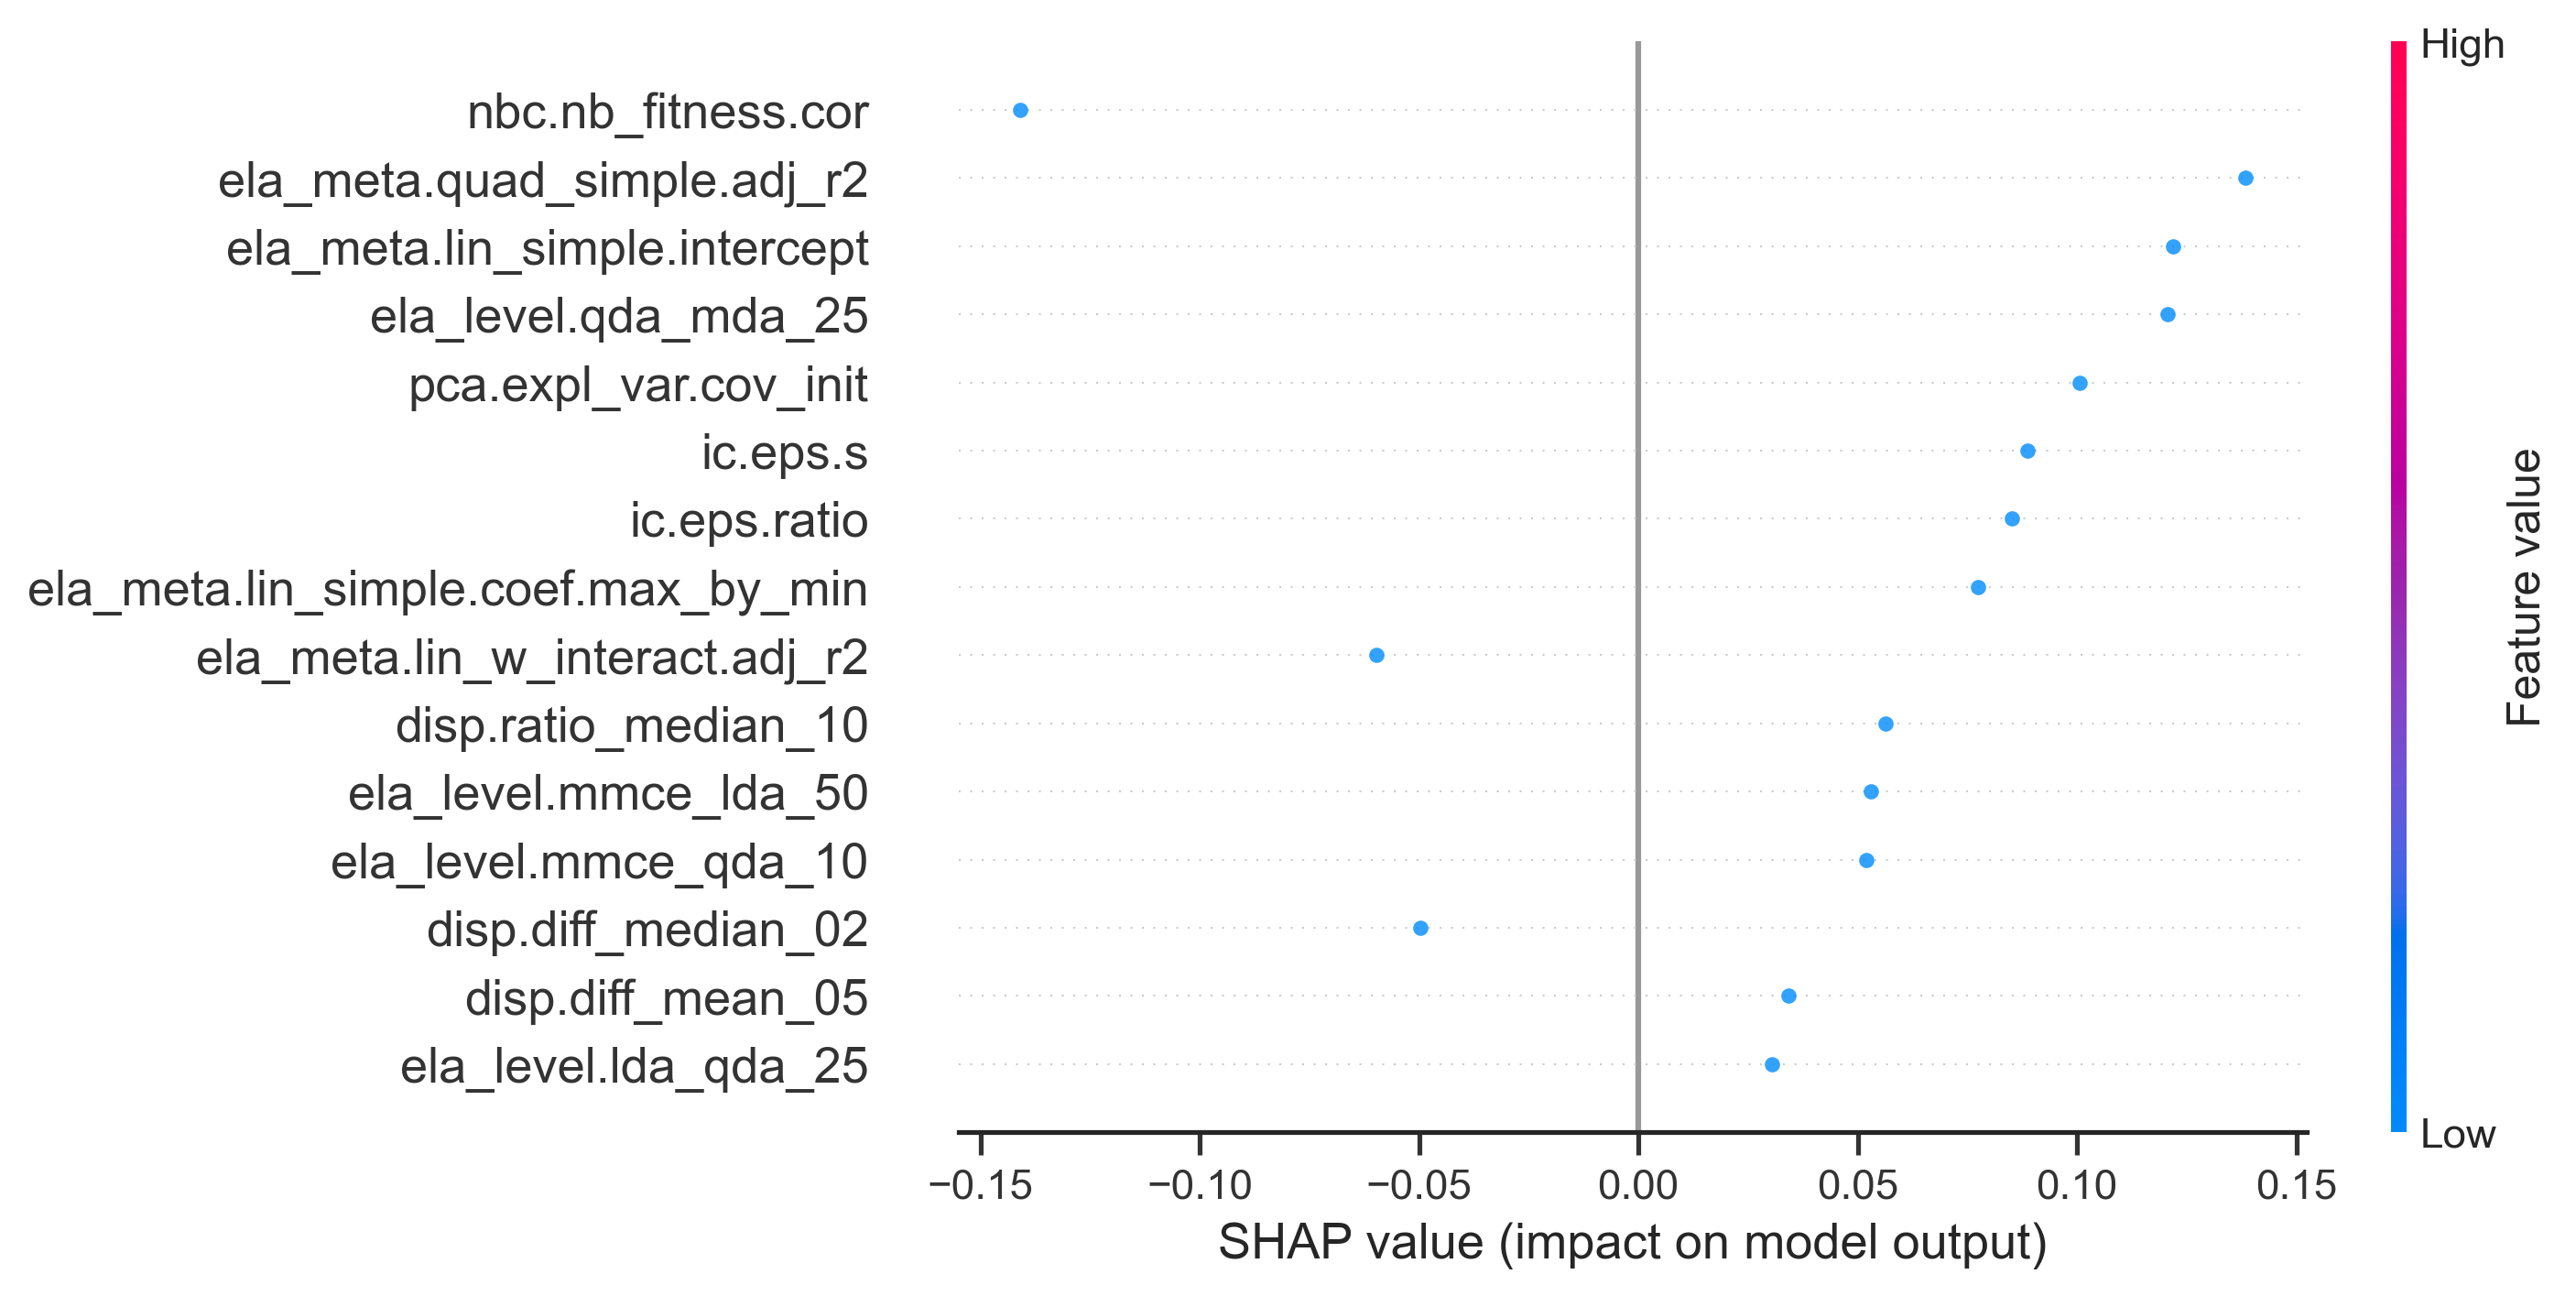 High
nbc.nb_fitness.cor
ela_meta.quad_simple.adj_r2
ela_meta.lin_simple.intercept
ela_level.qda_mda_25
pca.expl_var.cov_init
ic.eps.s
ic.eps.ratio
ela_meta.lin_simple.coef.max_by_min
ela_meta.lin_w_interact.adj_r2
disp.ratio_median_10
ela_level.mmce_lda_50
ela_level.mmce_qda_10
disp.diff_median_02
disp.diff_mean_05
ela_level.lda_qda_25
Feature value
Low
−0.15 −0.10 −0.05 0.00 0.05 0.10 0.15
SHAP value (impact on model output)